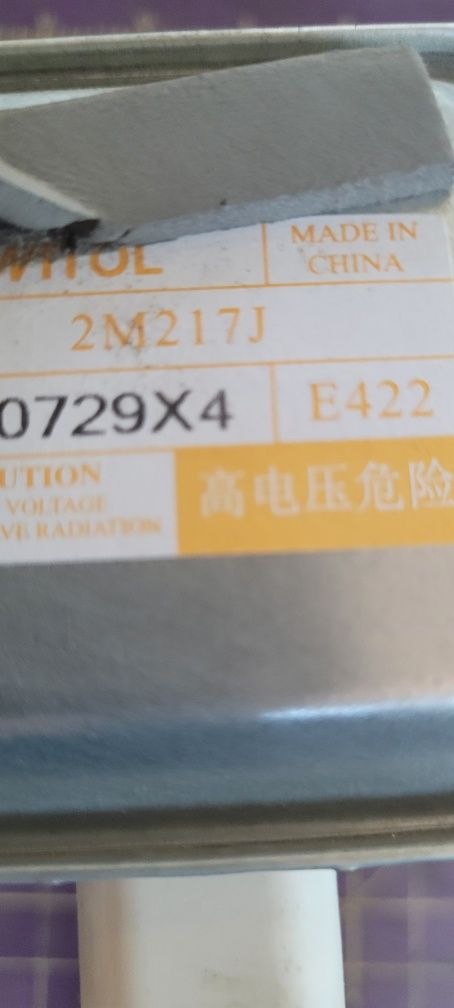 WITOL
MADE IN
CHINA
2M217J
0729X4
E422
UTION
VOLTAGE
VE RADIATION
高电压危险